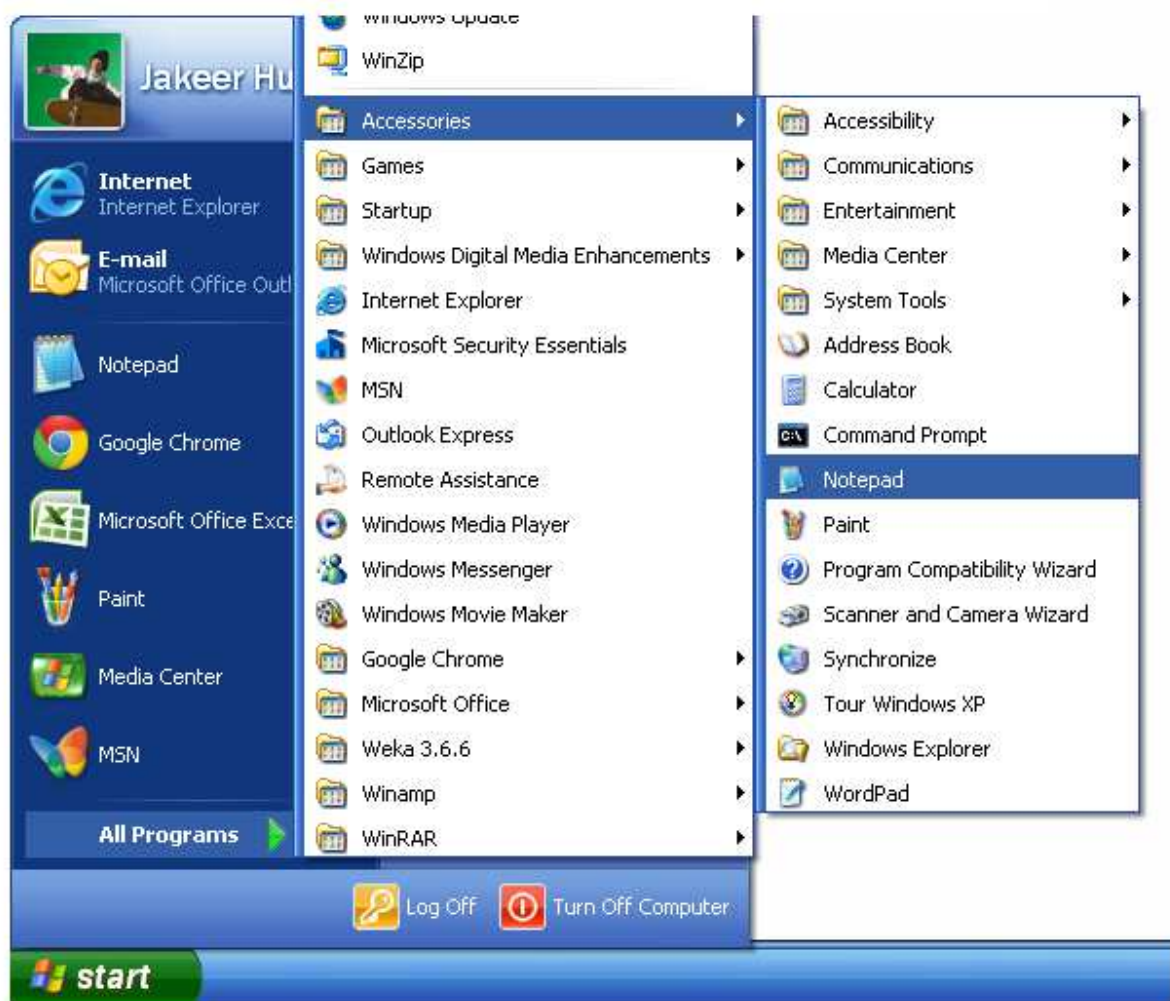 Jakeer Hu
Internet
Internet Explorer
E-mail
Microsoft Office Outl
Notepad
Google Chrome
Microsoft Office Exce
Paint
Media Center
MSN
All Programs
Windows Update
WinZip
Accessories
Games
Startup
Windows Digital Media Enhancements
Internet Explorer
Microsoft Security Essentials
MSN
Outlook Express
Remote Assistance
Windows Media Player
Windows Messenger
Windows Movie Maker
Google Chrome
Microsoft Office
Weka 3.6.6
Winamp
WinRAR
Accessibility
Communications
Entertainment
Media Center
System Tools
Address Book
Calculator
C:\
Command Prompt
Notepad
Paint
Program Compatibility Wizard
Scanner and Camera Wizard
Synchronize
Tour Windows XP
Windows Explorer
WordPad
Log Off
Turn Off Computer
start